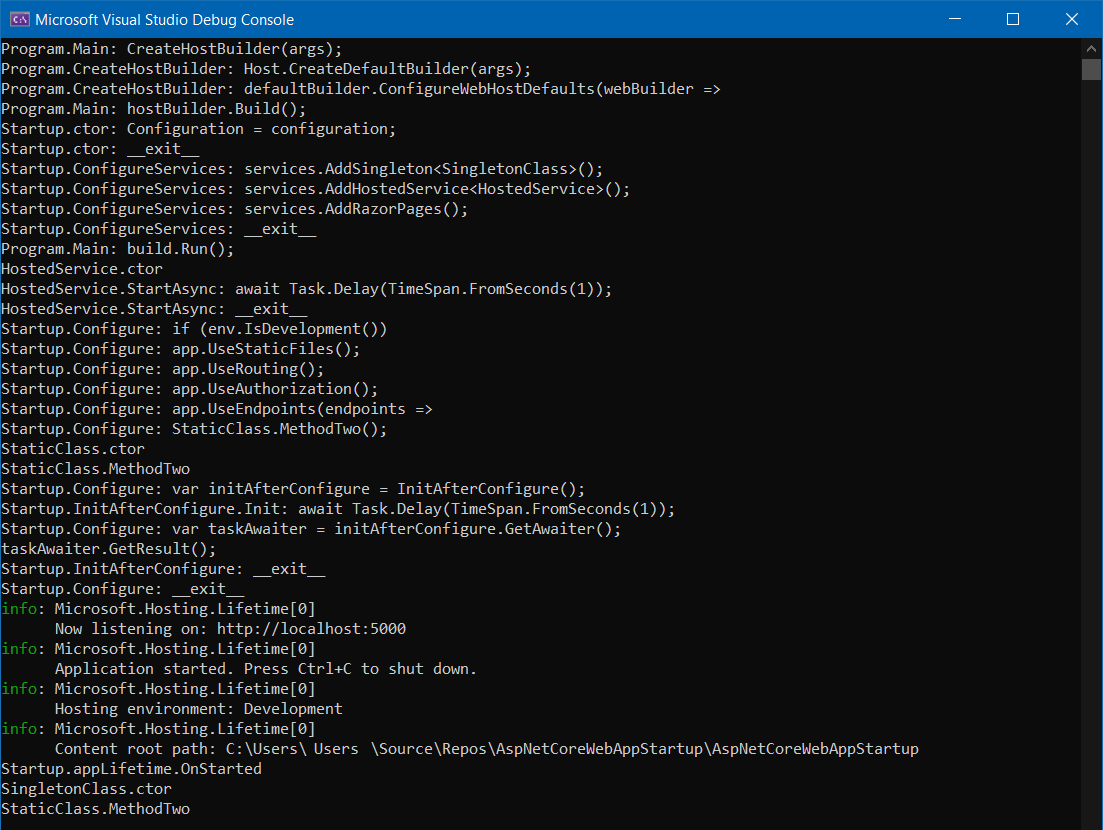 Microsoft Visual Studio Debug Console
Program.Main: CreateHostBuilder(args);
Program.CreateHostBuilder: Host.CreateDefaultBuilder(args);
Program.CreateHostBuilder: defaultBuilder.ConfigureWebHostDefaults(webBuilder =>
Program.Main: hostBuilder.Build();
Startup.ctor: Configuration = configuration;
Startup.ctor: __exit__
Startup.ConfigureServices: services.AddSingleton<SingletonClass>();
Startup.ConfigureServices: services.AddHostedService<HostedService>();
Startup.ConfigureServices: services.AddRazorPages();
Startup.ConfigureServices: __exit__
Program.Main: build.Run();
HostedService.ctor
HostedService.StartAsync: await Task.Delay(TimeSpan.FromSeconds(1));
HostedService.StartAsync: __exit__
Startup.Configure: if (env.IsDevelopment())
Startup.Configure: app.UseStaticFiles();
Startup.Configure: app.UseRouting();
Startup.Configure: app.UseAuthorization();
Startup.Configure: app.UseEndpoints(endpoints =>
Startup.Configure: StaticClass.MethodTwo();
StaticClass.ctor
StaticClass.MethodTwo
Startup.Configure: var initAfterConfigure = InitAfterConfigure();
Startup.InitAfterConfigure.Init: await Task.Delay(TimeSpan.FromSeconds(1));
Startup.Configure: var taskAwaiter = initAfterConfigure.GetAwaiter();
taskAwaiter.GetResult();
Startup.InitAfterConfigure: __exit__
Startup.Configure: __exit__
info: Microsoft.Hosting.Lifetime[0]
Now listening on: http://localhost:5000
info: Microsoft.Hosting.Lifetime[0]
Application started. Press Ctrl+C to shut down.
info: Microsoft.Hosting.Lifetime[0]
Hosting environment: Development
info: Microsoft.Hosting.Lifetime[0]
Content root path: C:\Users\ Users \Source\Repos\AspNetCoreWebAppStartup\AspNetCoreWebAppStartup
Startup.appLifetime.OnStarted
SingletonClass.ctor
StaticClass.MethodTwo